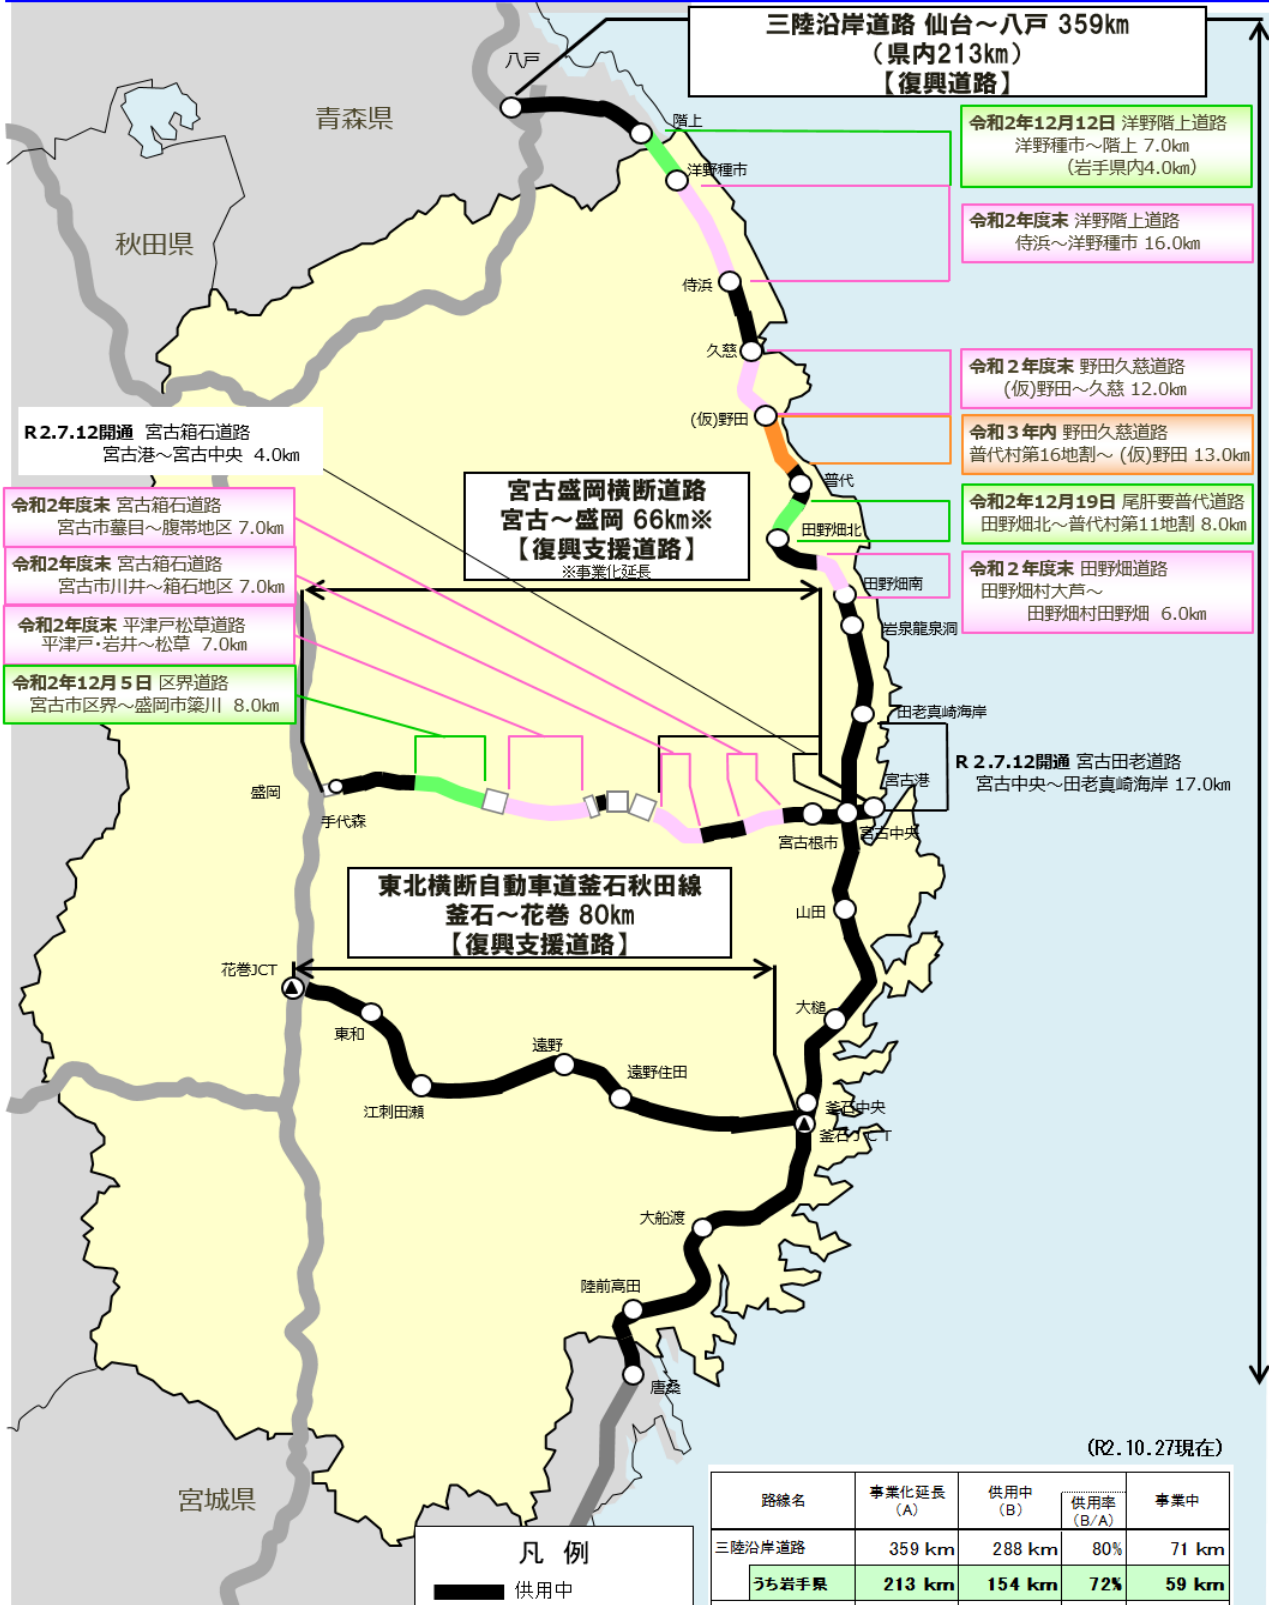 三陸沿岸道路 仙台～八戸 359km
（県内213km）
【復興道路】
八戸
青森県
階上
洋野種市
令和2年12月12日 洋野階上道路
洋野種市～階上 7.0km
（岩手県内4.0km）
秋田県
令和2年度末 洋野階上道路
侍浜～洋野種市 16.0km
侍浜
久慈
令和２年度末 野田久慈道路
(仮)野田～久慈 12.0km
(仮)野田
R2.7.12開通 宮古箱石道路
宮古港～宮古中央 4.0km
令和３年内 野田久慈道路
普代村第16地割～ (仮)野田 13.0km
普代
宮古盛岡横断道路
宮古～盛岡 66km※
【復興支援道路】
※事業化延長
令和2年12月19日 尾肝要普代道路
田野畑北～普代村第11地割 8.0km
田野畑北
令和2年度末 宮古箱石道路
宮古市蟇目～腹帯地区 7.0km
令和2年度末 宮古箱石道路
宮古市川井～箱石地区 7.0km
令和２年度末 田野畑道路
田野畑村大芦～
田野畑村田野畑 6.0km
田野畑南
令和2年度末 平津戸松草道路
平津戸・岩井～松草 7.0km
岩泉龍泉洞
令和2年12月５日 区界道路
宮古市区界～盛岡市簗川 8.0km
田老真崎海岸
R２.7.12開通 宮古田老道路
宮古中央～田老真崎海岸 17.0km
盛岡
手代森
宮古港
宮古根市
宮古中央
東北横断自動車道釜石秋田線
釜石～花巻 80km
【復興支援道路】
山田
花巻JCT
大槌
東和
遠野
遠野住田
江刺田瀬
釜石中央
釜石ＪＣＴ
大船渡
陸前高田
唐桑
宮城県
(R2.10.27現在)
路線名 事業化延長（A） 供用中（B） 供用率（B/A） 事業中
三陸沿岸道路 359 km 288 km 80% 71 km
うち岩手県 213 km 154 km 72% 59 km
凡 例
供用中